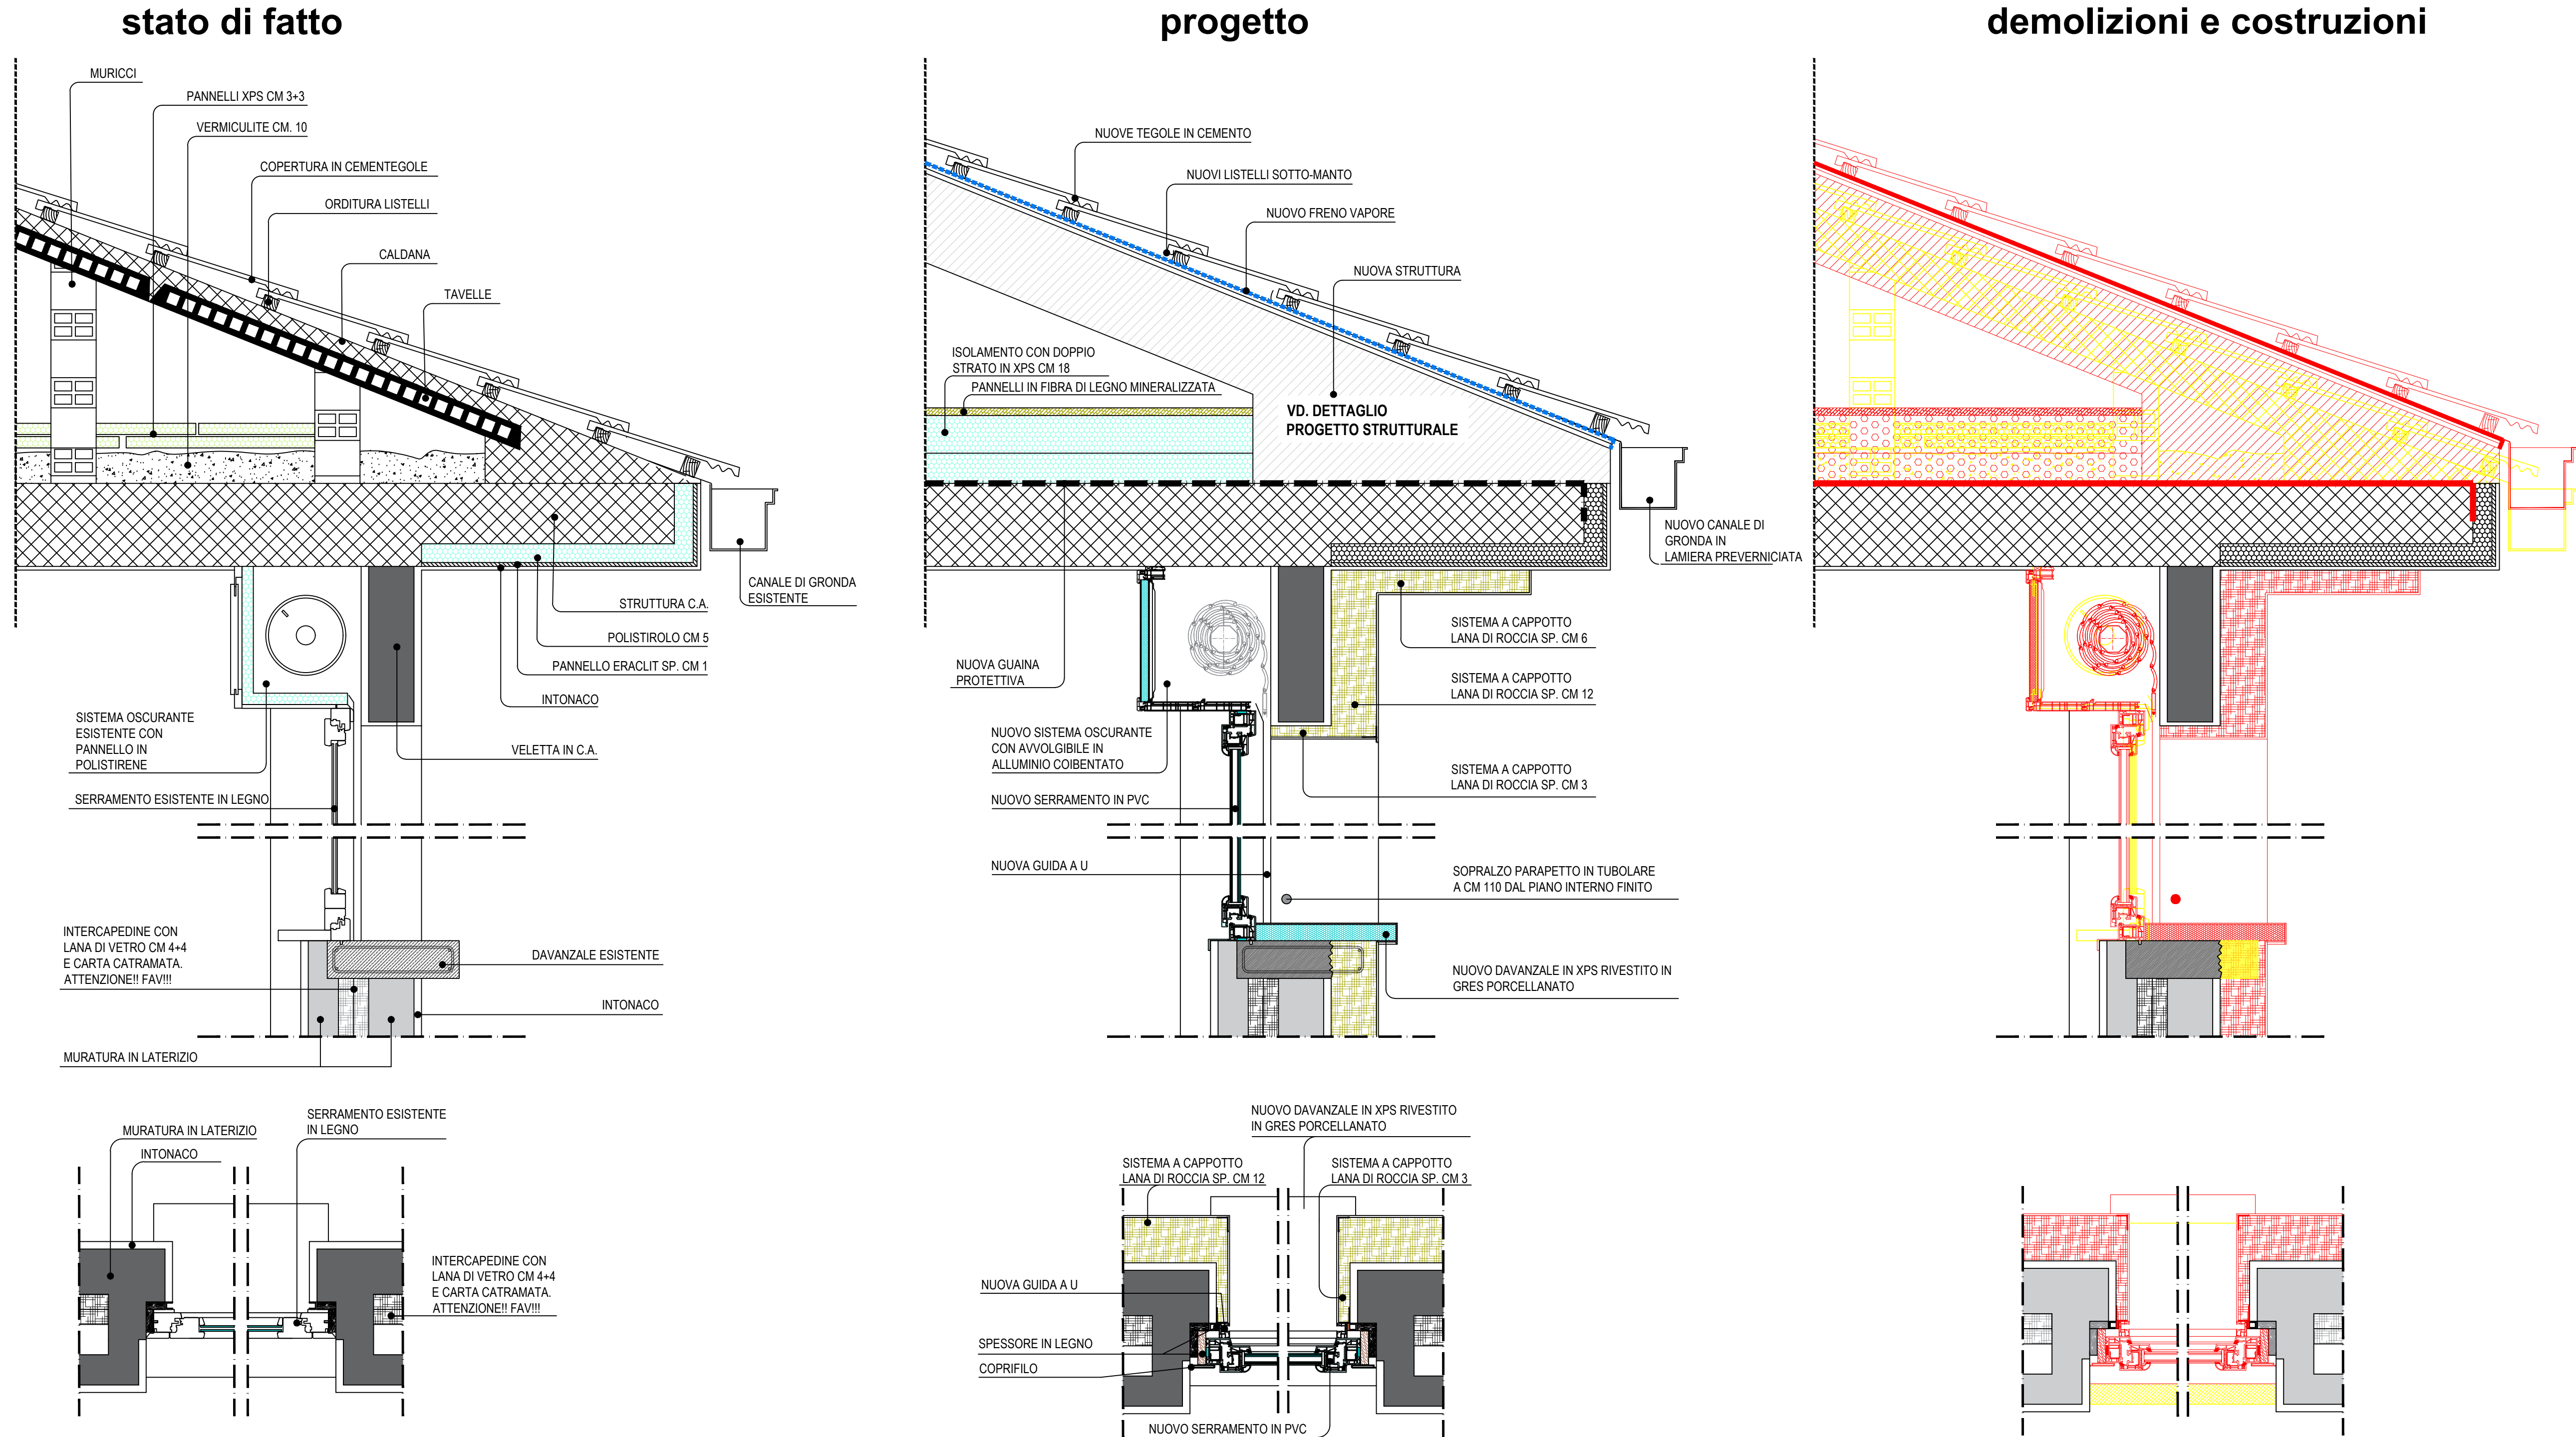 stato di fatto
MURICCI
PANNELLI XPS CM 3+3
VERMICULITE CM. 10
COPERTURA IN CEMENTEGOLE
ORDITURA LISTELLI
CALDANA
TAVELLE
CANALE DI GRONDA
ESISTENTE
STRUTTURA C.A.
POLISTIROLO CM 5
PANNELLO ERACLIT SP. CM 1
INTONACO
SISTEMA OSCURANTE
ESISTENTE CON
PANNELLO IN
POLISTIRENE
VELETTA IN C.A.
SERRAMENTO ESISTENTE IN LEGNO
INTERCAPEDINE CON
LANA DI VETRO CM 4+4
E CARTA CATRAMATA.
ATTENZIONE!! FAV!!!
DAVANZALE ESISTENTE
INTONACO
MURATURA IN LATERIZIO
SERRAMENTO ESISTENTE
IN LEGNO
MURATURA IN LATERIZIO
INTONACO
INTERCAPEDINE CON
LANA DI VETRO CM 4+4
E CARTA CATRAMATA.
ATTENZIONE!! FAV!!!
progetto
NUOVE TEGOLE IN CEMENTO
NUOVI LISTELLI SOTTO-MANTO
NUOVO FRENO VAPORE
NUOVA STRUTTURA
ISOLAMENTO CON DOPPIO
STRATO IN XPS CM 18
PANNELLI IN FIBRA DI LEGNO MINERALIZZATA
VD. DETTAGLIO
PROGETTO STRUTTURALE
NUOVO CANALE DI
GRONDA IN
LAMIERA PREVERNICIATA
SISTEMA A CAPPOTTO
LANA DI ROCCIA SP. CM 6
NUOVA GUAINA
PROTETTIVA
SISTEMA A CAPPOTTO
LANA DI ROCCIA SP. CM 12
NUOVO SISTEMA OSCURANTE
CON AVVOLGIBILE IN
ALLUMINIO COIBENTATO
SISTEMA A CAPPOTTO
LANA DI ROCCIA SP. CM 3
NUOVO SERRAMENTO IN PVC
NUOVA GUIDA A U
SOPRALZO PARAPETTO IN TUBOLARE
A CM 110 DAL PIANO INTERNO FINITO
NUOVO DAVANZALE IN XPS RIVESTITO IN
GRES PORCELLANATO
NUOVO DAVANZALE IN XPS RIVESTITO
IN GRES PORCELLANATO
SISTEMA A CAPPOTTO
LANA DI ROCCIA SP. CM 12
SISTEMA A CAPPOTTO
LANA DI ROCCIA SP. CM 3
NUOVA GUIDA A U
SPESSORE IN LEGNO
COPRIFILO
NUOVO SERRAMENTO IN PVC
demolizioni e costruzioni